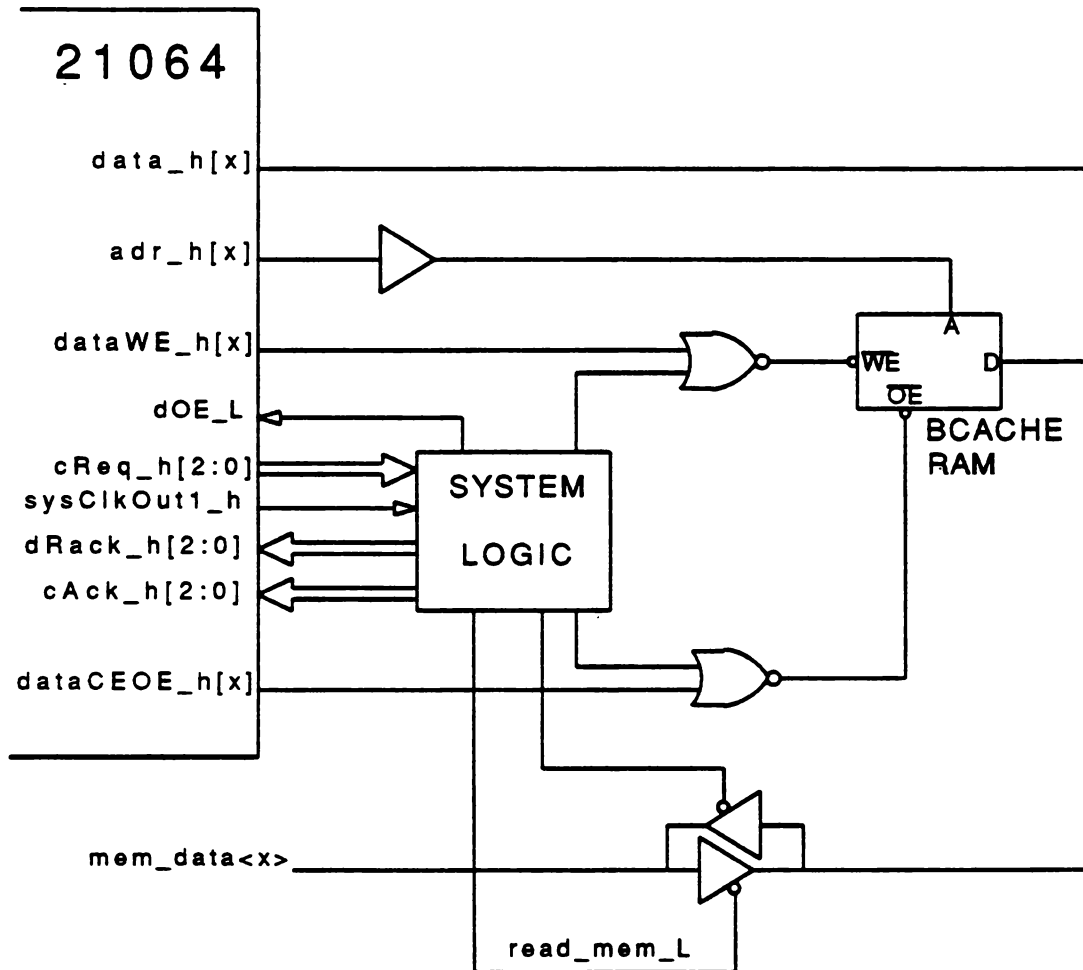 21064
data_h[x]
adr_h[x]
dataWE_h[x]
dOE_L
cReq_h[2:0]
sysClkOut1_h
dRack_h[2:0]
cAck_h[2:0]
dataCEOE_h[x]
SYSTEM
LOGIC
A
WE
D
OE
BCACHE
RAM
mem_data<x>
read_mem_L